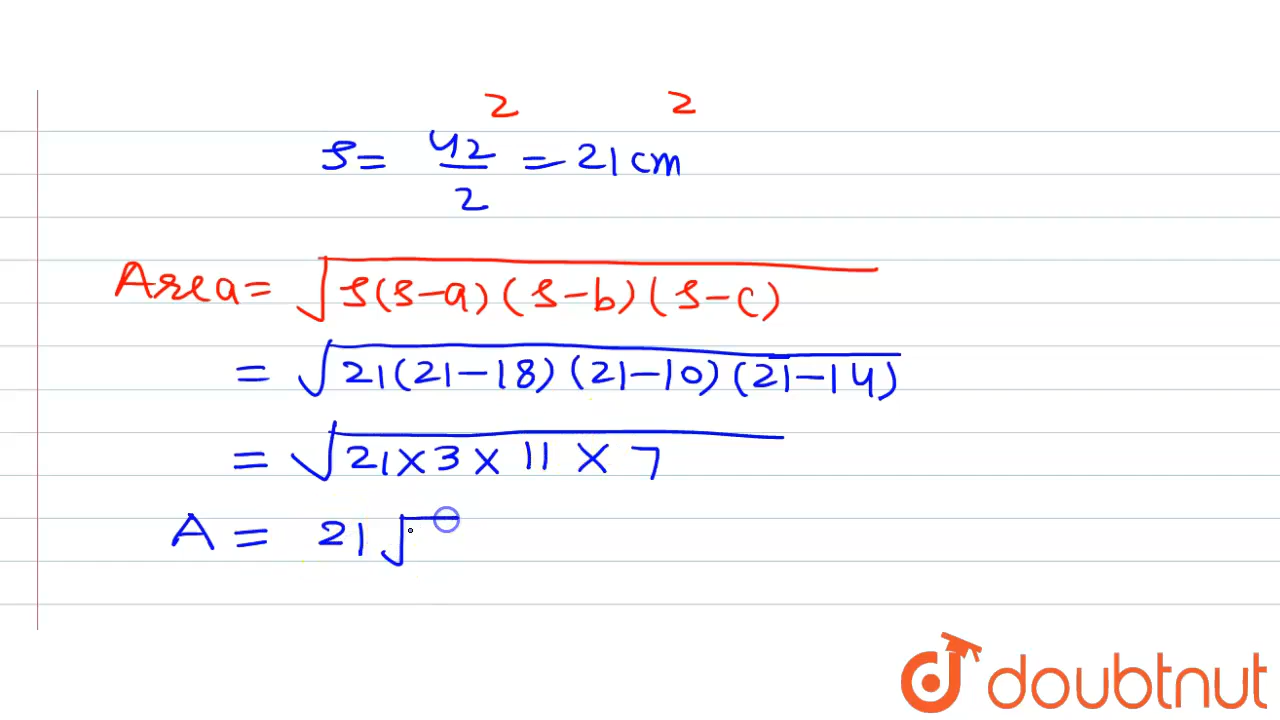 2 2
S = 42/2 = 21 cm
Area = √S(S-a)(S-b)(S-c)
= √21(21-18)(21-10)(21-14)
= √21×3×11×7
A = 21√
doubtnut